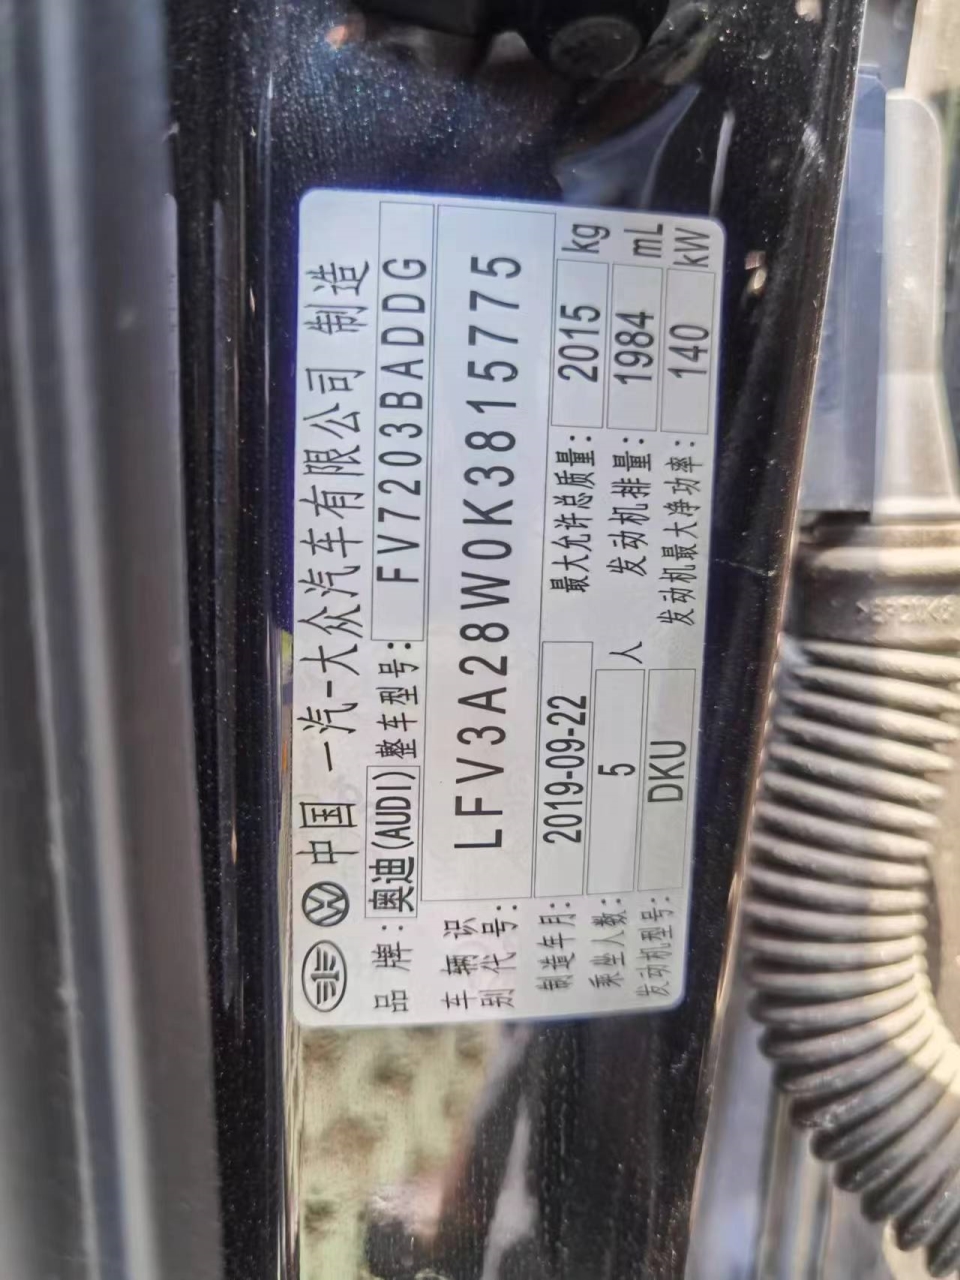 中国 一汽-大众汽车有限公司 制造
品牌: 奥迪(AUDI) 整车型号: FV7203BADDG
车辆识别代号: LFV3A28W0K3815775
制造年月: 2019-09-22 最大允许总质量: 2015 kg
乘坐人数: 5 人 发动机排量: 1984 mL
发动机型号: DKU 发动机最大净功率: 140 kW